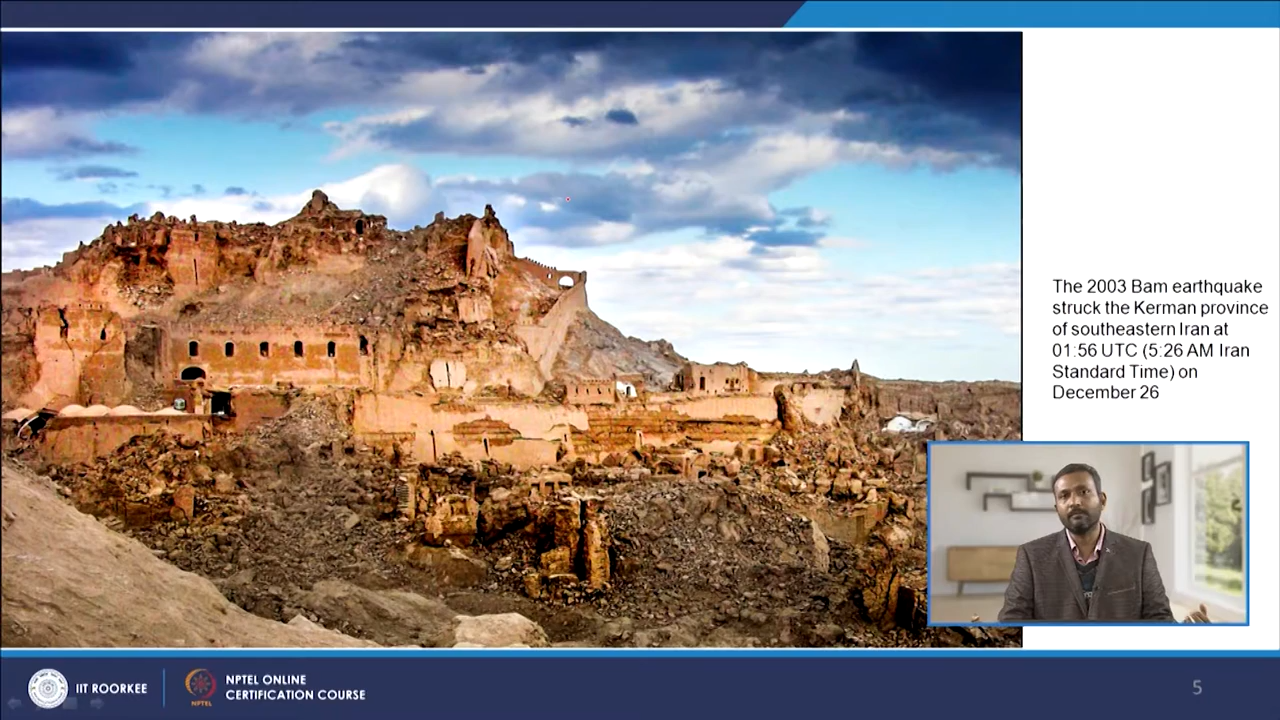 The 2003 Bam earthquake
struck the Kerman province
of southeastern Iran at
01:56 UTC (5:26 AM Iran
Standard Time) on
December 26
IIT ROORKEE
NPTEL
NPTEL ONLINE
CERTIFICATION COURSE
5